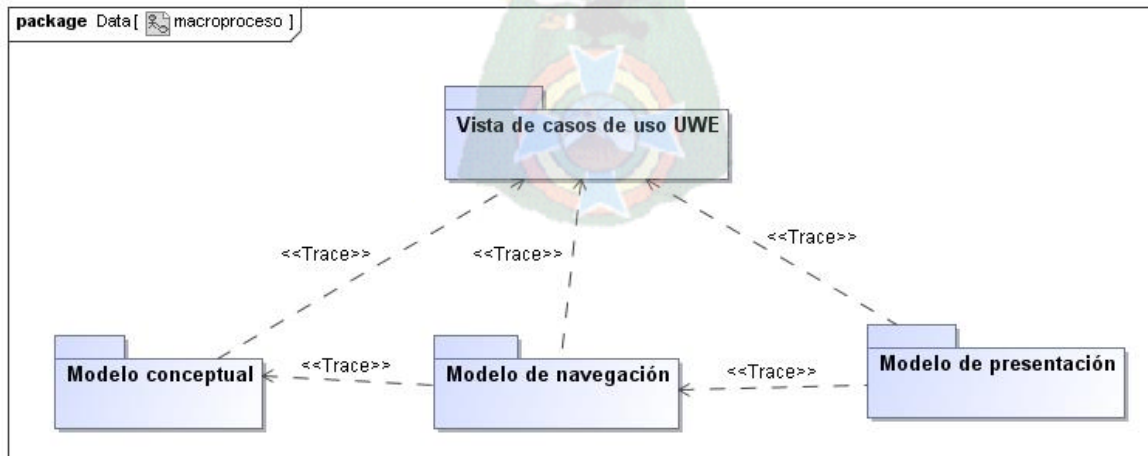 package Data [ macroproceso ]
Vista de casos de uso UWE
<<Trace>>
<<Trace>>
<<Trace>>
Modelo conceptual
<<Trace>>
Modelo de navegación
<<Trace>>
Modelo de presentación